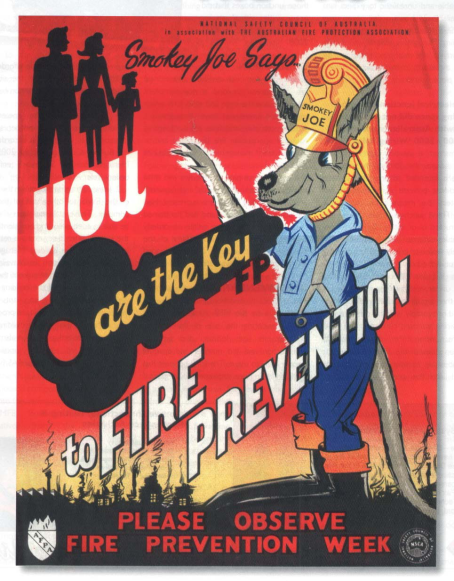 NATIONAL SAFETY COUNCIL OF AUSTRALIA
in association with THE AUSTRALIAN FIRE PROTECTION ASSOCIATION
Smokey Joe Says..
SMOKEY
JOE
you
are the Key
FP
to FIRE
PREVENTION
PLEASE OBSERVE
FIRE PREVENTION WEEK
NSCA